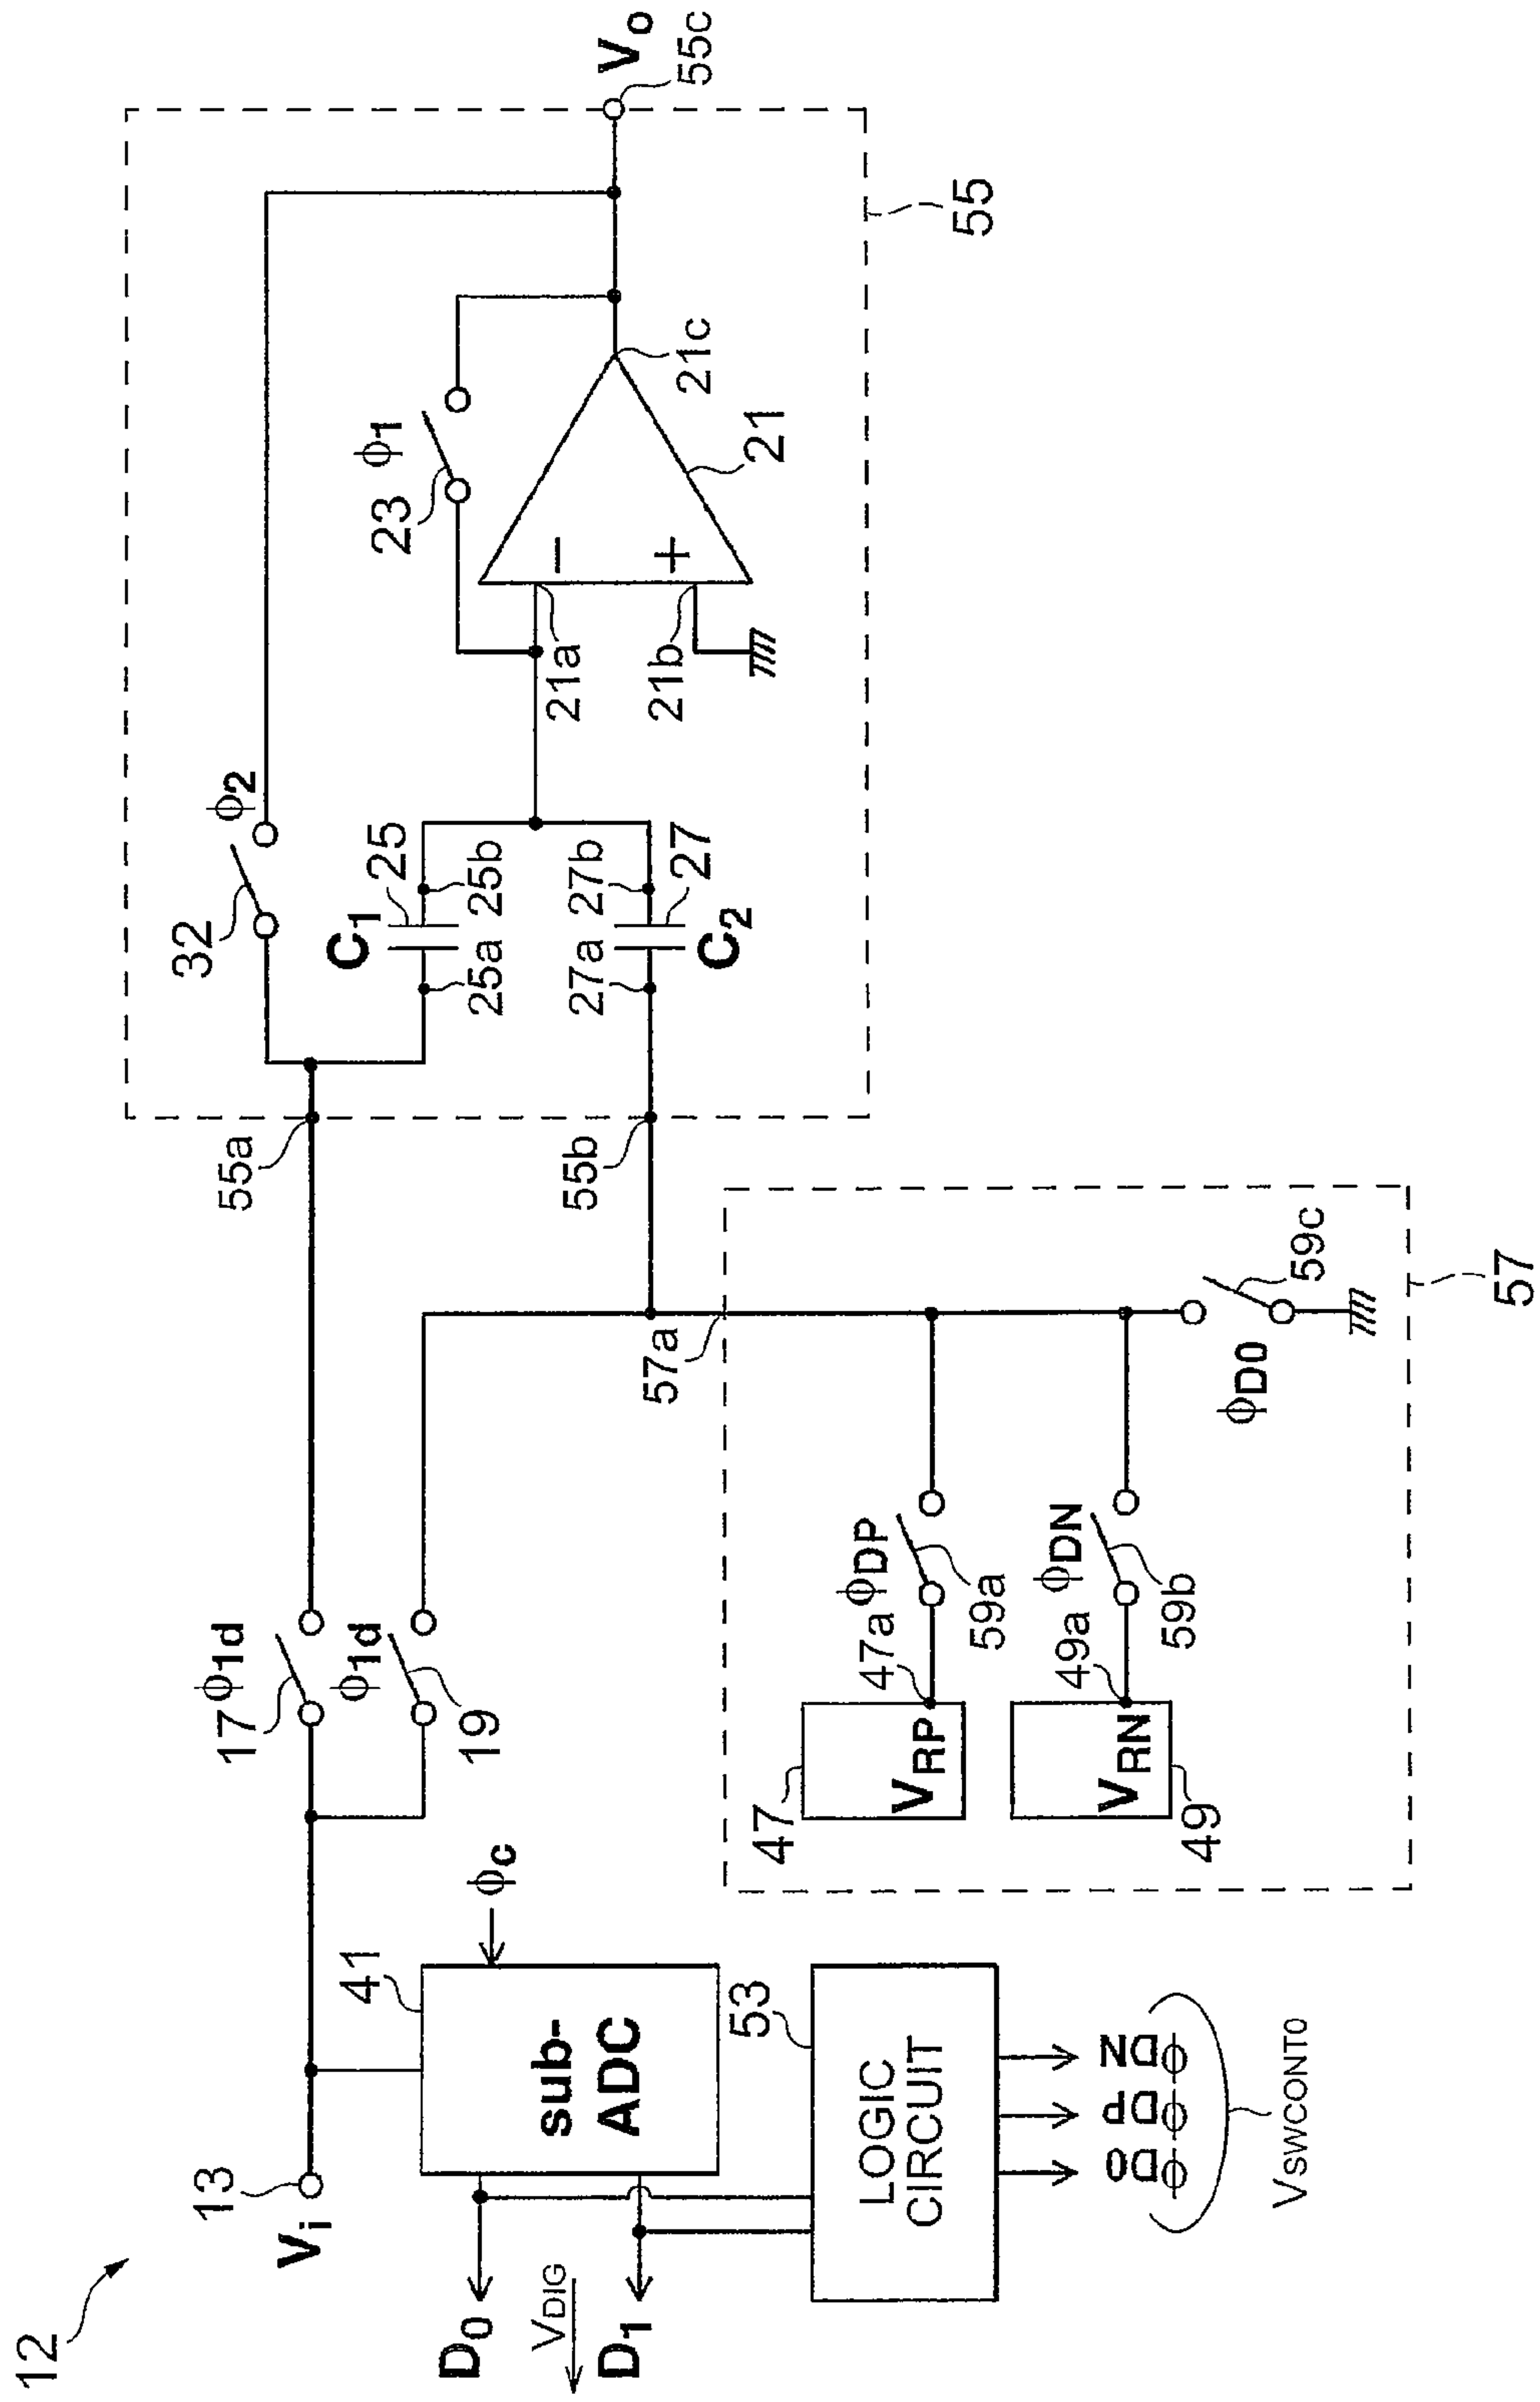 12
13
Vi
17
ϕ1d
19
ϕ1d
41
sub-
ADC
ϕc
D0
VDIG
D1
53
LOGIC
CIRCUIT
ϕD0
ϕDP
ϕDN
VSWCONT0
55a
55b
32
ϕ2
C1
25
25a
25b
27a
27b
C2
27
23
ϕ1
21a
21b
21c
21
55
Vo
55c
57a
47
VRP
47a
ϕDP
59a
49
VRN
49a
ϕDN
59b
ϕD0
59c
57